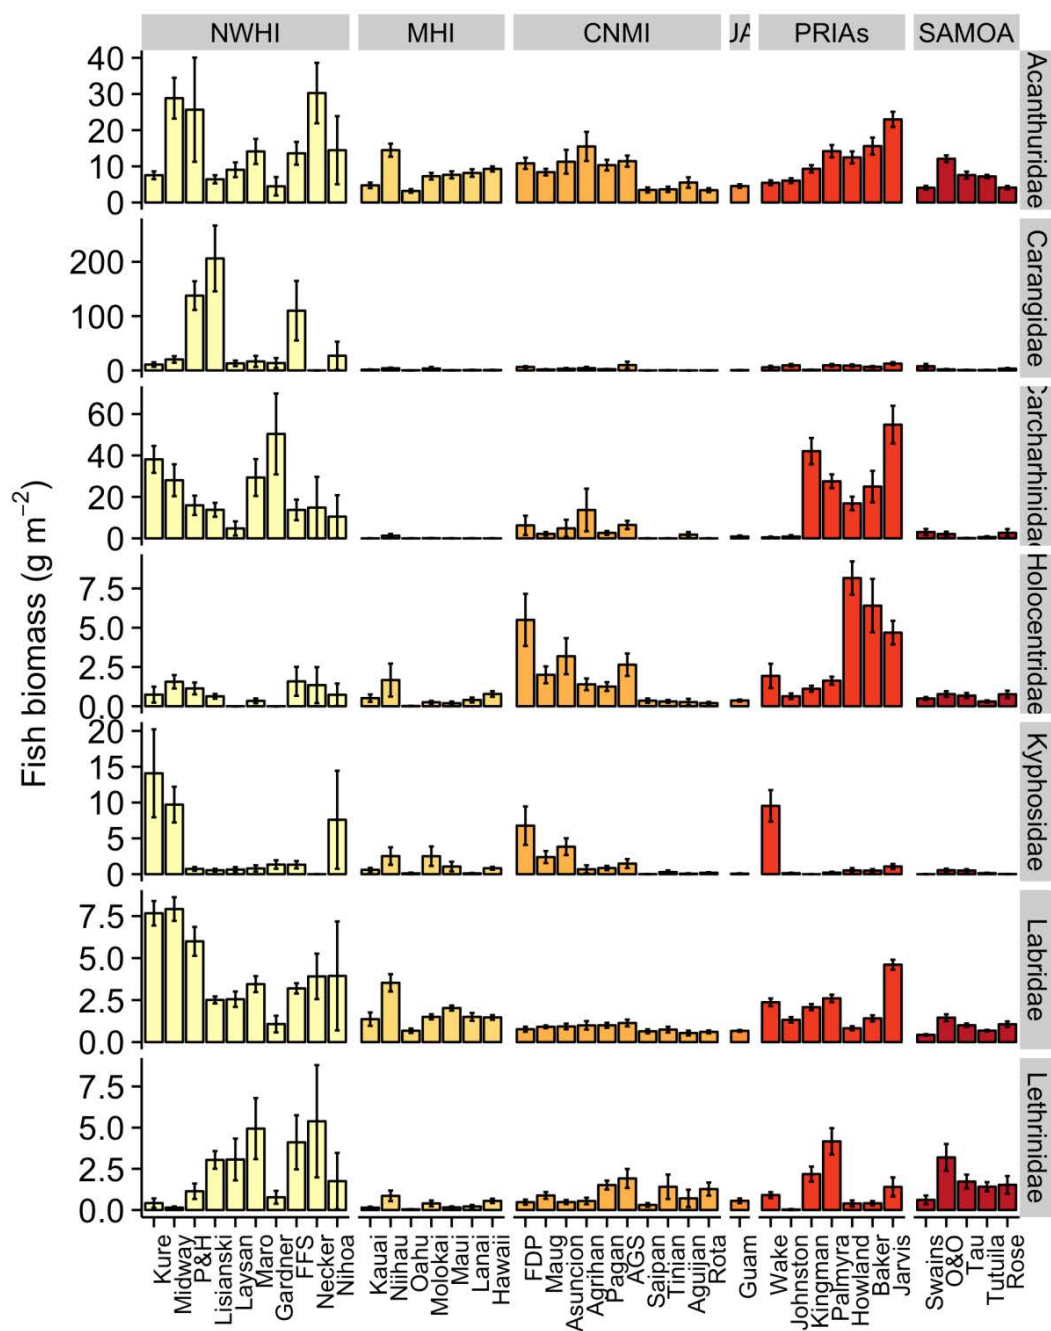 NWHI MHI CNMI UA PRIAs SAMOA
Fish biomass (g m⁻²)
40
30
20
10
0
Acanthuridae
200
100
0
Carangidae
60
40
20
0
Carcharhinidae
7.5
5.0
2.5
0.0
Holocentridae
20
15
10
5
0
Kyphosidae
7.5
5.0
2.5
0.0
Labridae
7.5
5.0
2.5
0.0
Lethrinidae
Kure
Midway
P&H
Lisianski
Laysan
Maro
Gardner
FFS
Necker
Nihoa
Kauai
Niihau
Oahu
Molokai
Maui
Lanai
Hawaii
FDP
Maug
Asuncion
Agrihan
Pagan
AGS
Saipan
Tinian
Aguijan
Rota
Guam
Wake
Johnston
Kingman
Palmyra
Howland
Baker
Jarvis
Swains
O&O
Tau
Tutuila
Rose